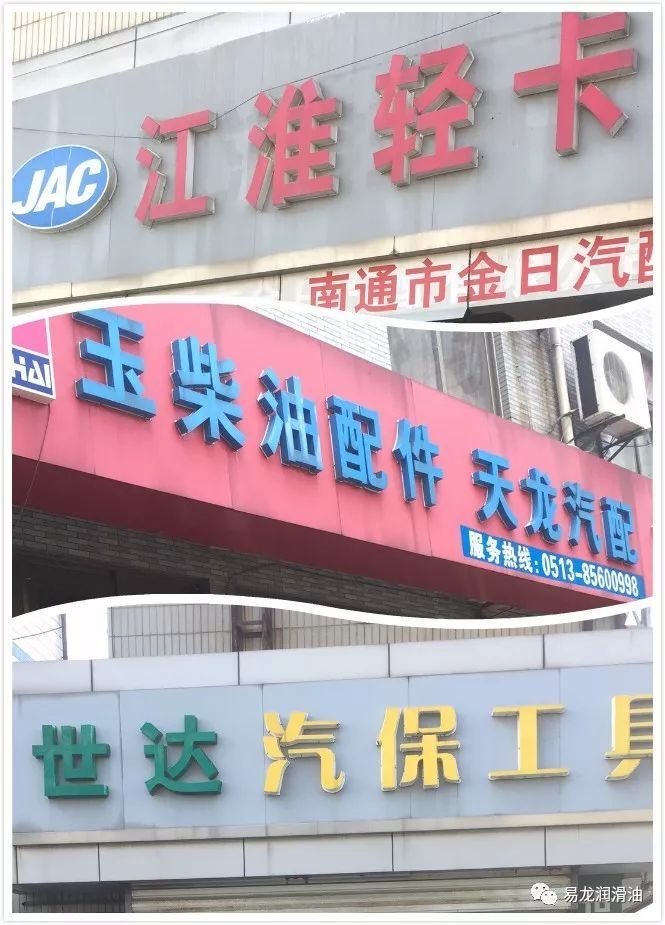 JAC
江淮轻卡
南通市金日汽配
HAI
玉柴油配件 天龙汽配
服务热线:0513-85600998
世达 汽保工具
易龙润滑油